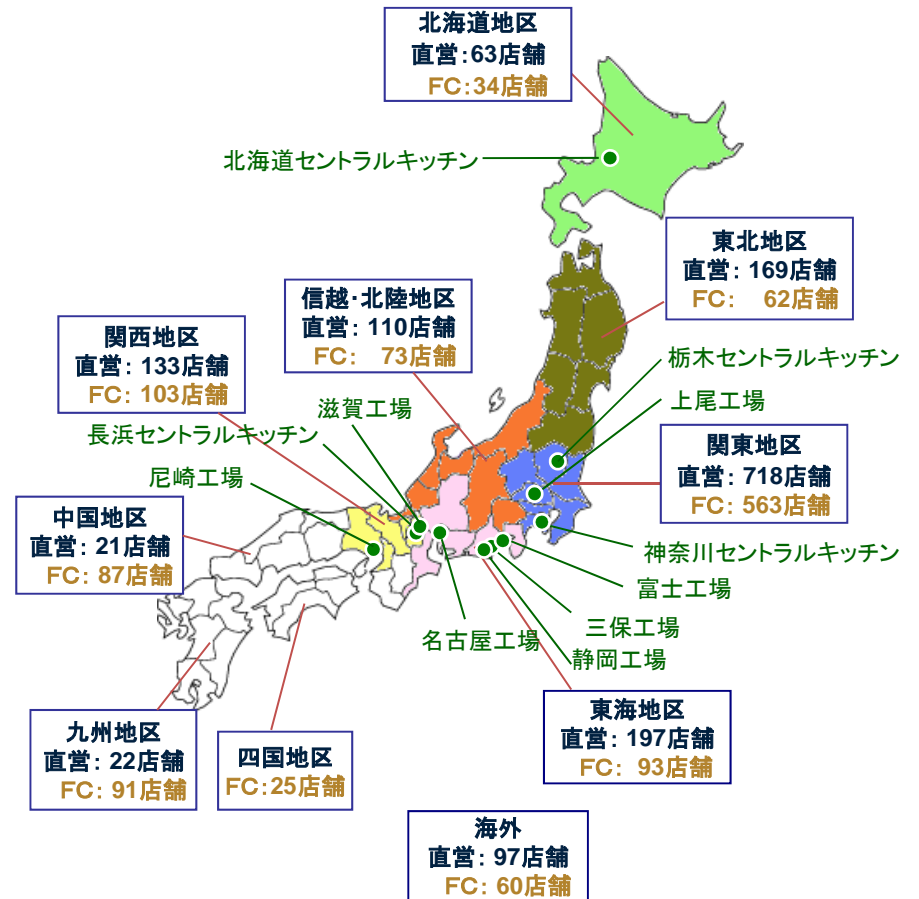 北海道地区
直営:63店舗
FC:34店舗
北海道セントラルキッチン
東北地区
直営: 169店舗
FC: 62店舗
信越・北陸地区
直営: 110店舗
FC: 73店舗
関西地区
直営: 133店舗
FC: 103店舗
栃木セントラルキッチン
上尾工場
滋賀工場
長浜セントラルキッチン
尼崎工場
関東地区
直営: 718店舗
FC: 563店舗
中国地区
直営: 21店舗
FC: 87店舗
神奈川セントラルキッチン
富士工場
三保工場
名古屋工場
静岡工場
東海地区
直営: 197店舗
FC: 93店舗
九州地区
直営: 22店舗
FC: 91店舗
四国地区
FC:25店舗
海外
直営: 97店舗
FC: 60店舗